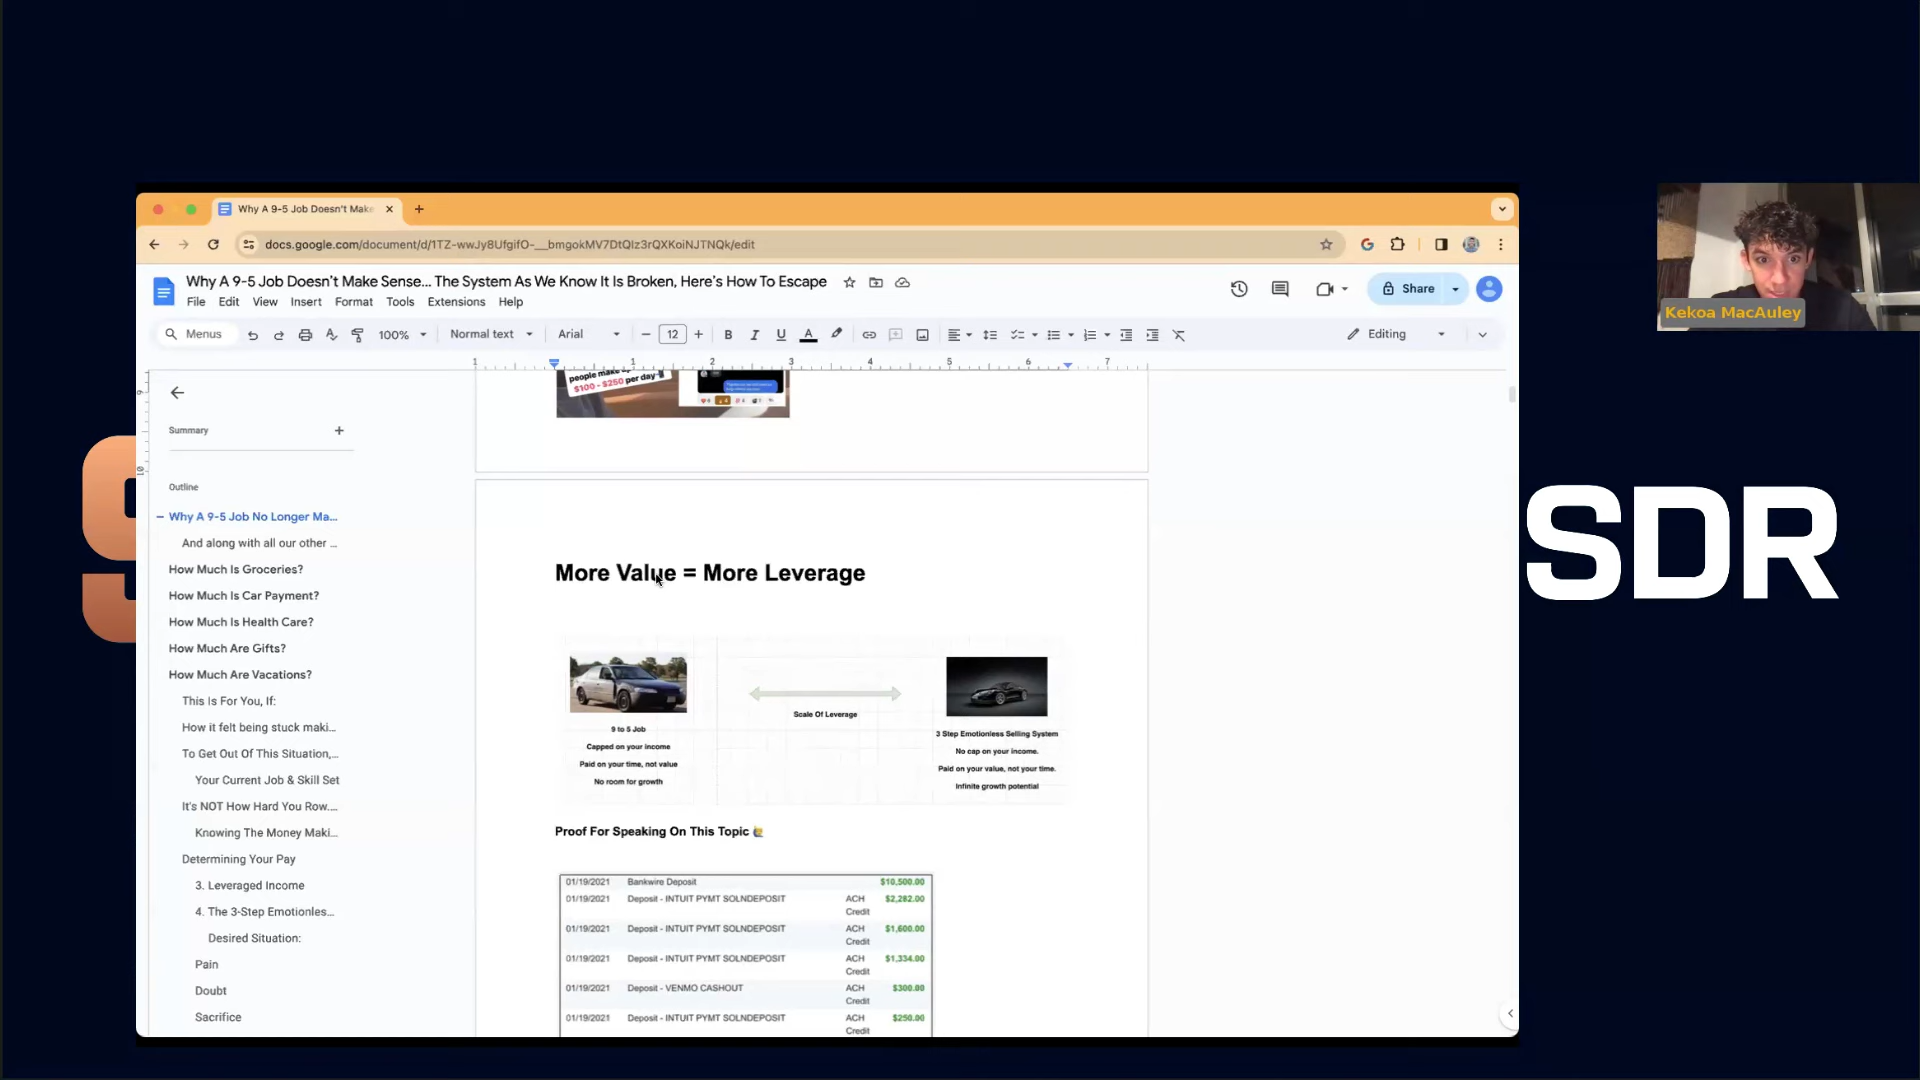 Why A 9-5 Job Doesn't Make
docs.google.com/document/d/1TZ-wwJy8UfgifO-__bmgokMV7DtQIz3rQXKoiNJTNQk/edit
Why A 9-5 Job Doesn't Make Sense... The System As We Know It Is Broken, Here's How To Escape
File Edit View Insert Format Tools Extensions Help
Share
Menus 100% Normal text Arial 12 B I U A Editing
1 1 2 3 4 5 6 7
people make
$100 - $250 per day
Summary
Outline
Why A 9-5 Job No Longer Ma...
And along with all our other ...
How Much Is Groceries?
How Much Is Car Payment?
How Much Is Health Care?
How Much Are Gifts?
How Much Are Vacations?
This Is For You, If:
How it felt being stuck maki...
To Get Out Of This Situation,...
Your Current Job & Skill Set
It's NOT How Hard You Row....
Knowing The Money Maki...
Determining Your Pay
3. Leveraged Income
4. The 3-Step Emotionles...
Desired Situation:
Pain
Doubt
Sacrifice
More Value = More Leverage
9 to 5 Job
Capped on your income
Paid on your time, not value
No room for growth
Scale Of Leverage
3 Step Emotionless Selling System
No cap on your income.
Paid on your value, not your time.
Infinite growth potential
Proof For Speaking On This Topic
01/19/2021 Bankwire Deposit $10,500.00
01/19/2021 Deposit - INTUIT PYMT SOLNDEPOSIT ACH Credit $2,282.00
01/19/2021 Deposit - INTUIT PYMT SOLNDEPOSIT ACH Credit $1,600.00
01/19/2021 Deposit - INTUIT PYMT SOLNDEPOSIT ACH Credit $1,334.00
01/19/2021 Deposit - VENMO CASHOUT ACH Credit $300.00
01/19/2021 Deposit - INTUIT PYMT SOLNDEPOSIT ACH Credit $250.00
Kekoa MacAuley
SDR